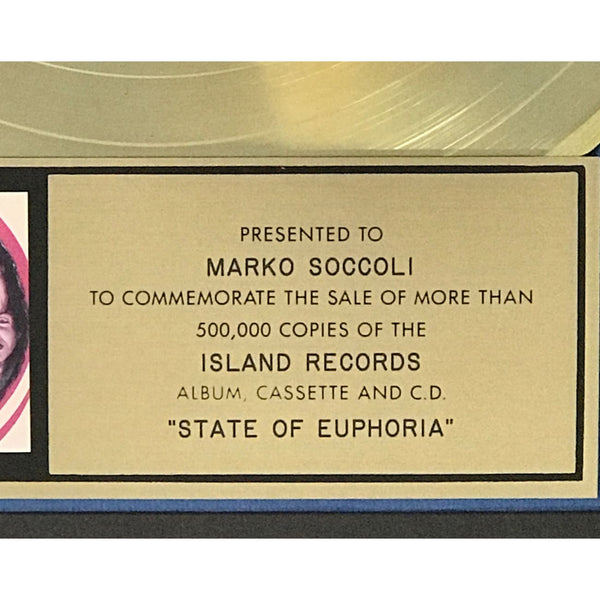 PRESENTED TO
MARKO SOCCOLI
TO COMMEMORATE THE SALE OF MORE THAN
500,000 COPIES OF THE
ISLAND RECORDS
ALBUM, CASSETTE AND C.D.
"STATE OF EUPHORIA"